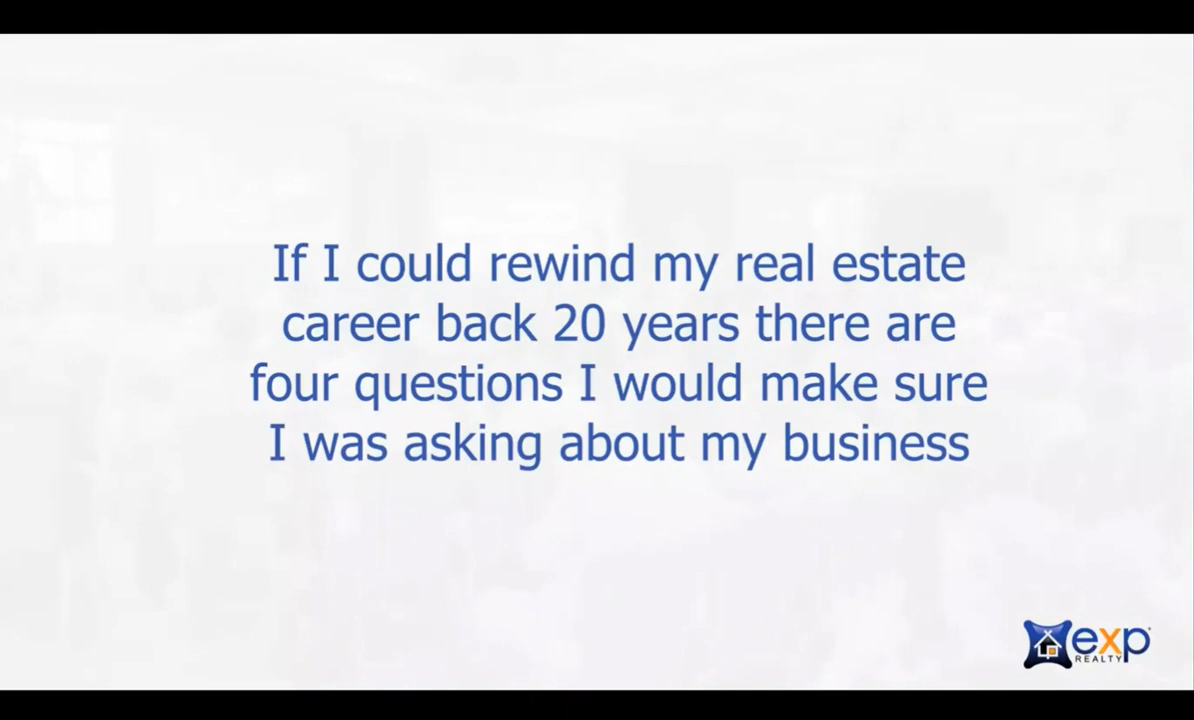 If I could rewind my real estate
career back 20 years there are
four questions I would make sure
I was asking about my business
exp
REALTY